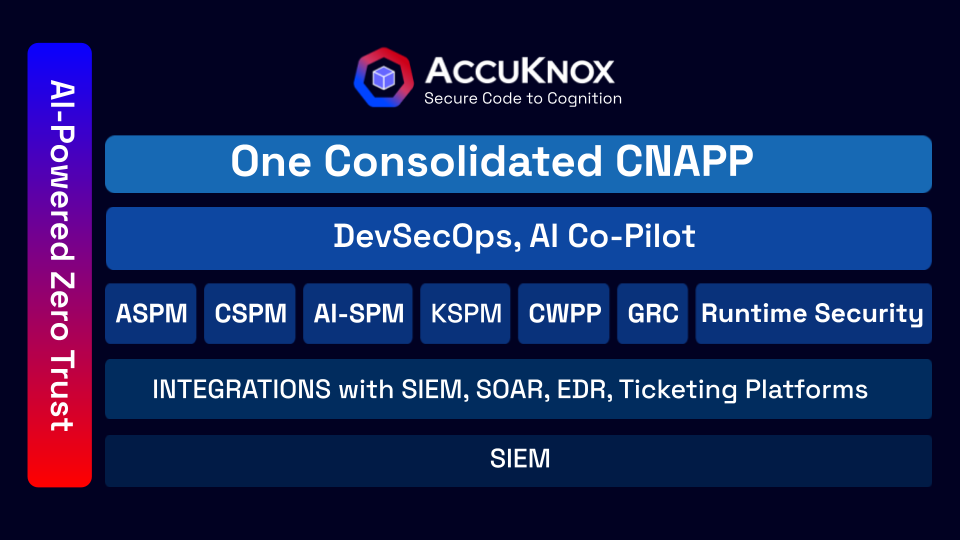 AI-Powered Zero Trust
ACCUKNOX
Secure Code to Cognition
One Consolidated CNAPP
DevSecOps, AI Co-Pilot
ASPM
CSPM
AI-SPM
KSPM
CWPP
GRC
Runtime Security
INTEGRATIONS with SIEM, SOAR, EDR, Ticketing Platforms
SIEM